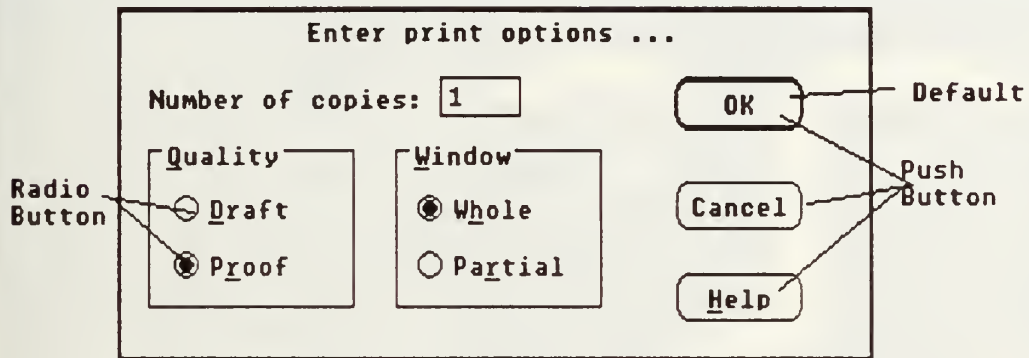 Enter print options ...
Number of copies: 1
OK
Default
Quality
Window
Push
Button
Radio
Button
Draft
Whole
Cancel
Proof
Partial
Help